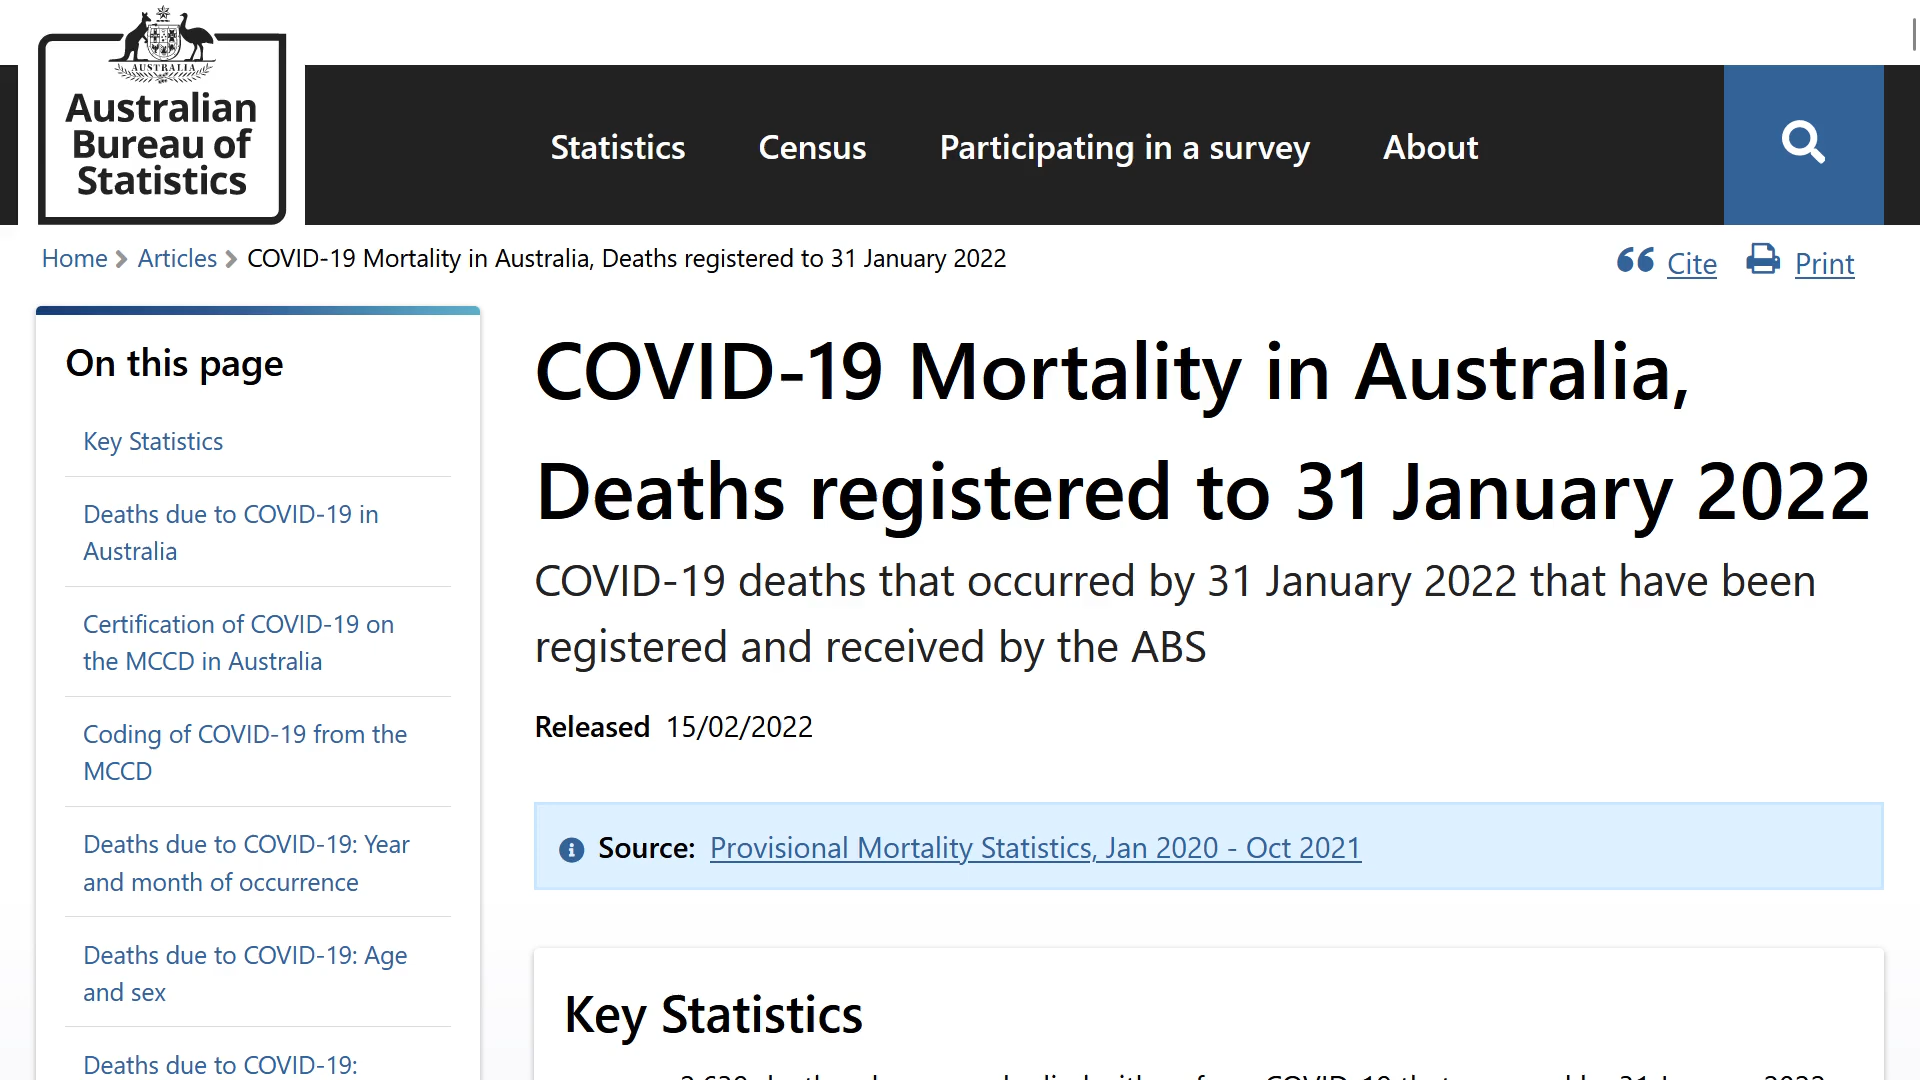 AUSTRALIA
Australian
Bureau of
Statistics
Statistics
Census
Participating in a survey
About
Home
Articles
COVID-19 Mortality in Australia, Deaths registered to 31 January 2022
Cite
Print
On this page
Key Statistics
Deaths due to COVID-19 in
Australia
Certification of COVID-19 on
the MCCD in Australia
Coding of COVID-19 from the
MCCD
Deaths due to COVID-19: Year
and month of occurrence
Deaths due to COVID-19: Age
and sex
Deaths due to COVID-19:
COVID-19 Mortality in Australia,
Deaths registered to 31 January 2022
COVID-19 deaths that occurred by 31 January 2022 that have been
registered and received by the ABS
Released 15/02/2022
Source: Provisional Mortality Statistics, Jan 2020 - Oct 2021
Key Statistics